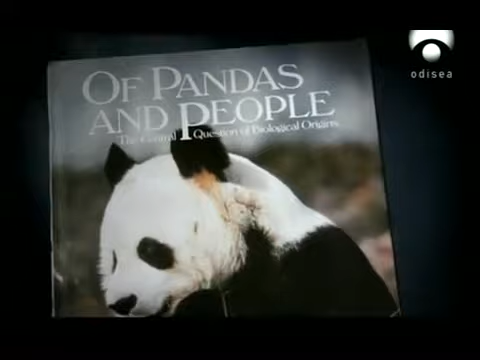 OF PANDAS
AND PEOPLE
The Central Question of Biological Origins
odisea